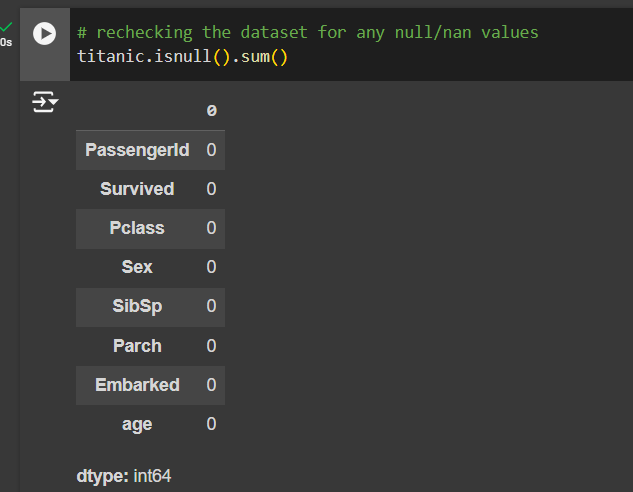 0s
# rechecking the dataset for any null/nan values
titanic.isnull().sum()
0
PassengerId 0
Survived 0
Pclass 0
Sex 0
SibSp 0
Parch 0
Embarked 0
age 0
dtype: int64